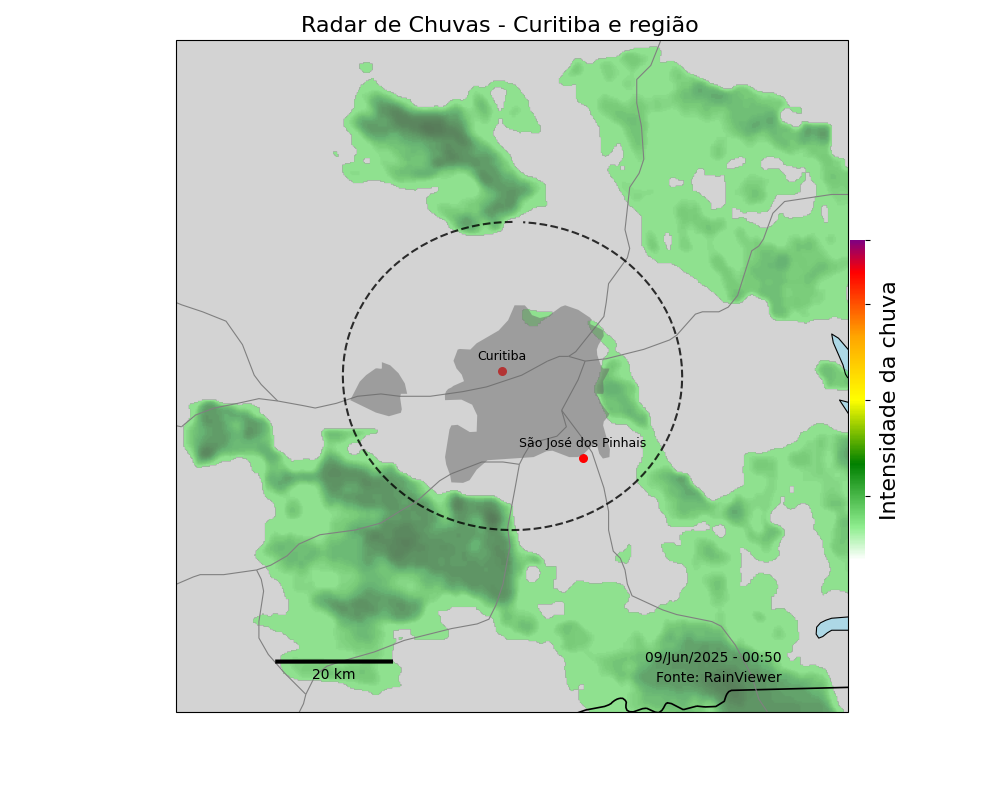 Radar de Chuvas - Curitiba e região
Curitiba
São José dos Pinhais
Intensidade da chuva
09/Jun/2025 - 00:50
Fonte: RainViewer
20 km